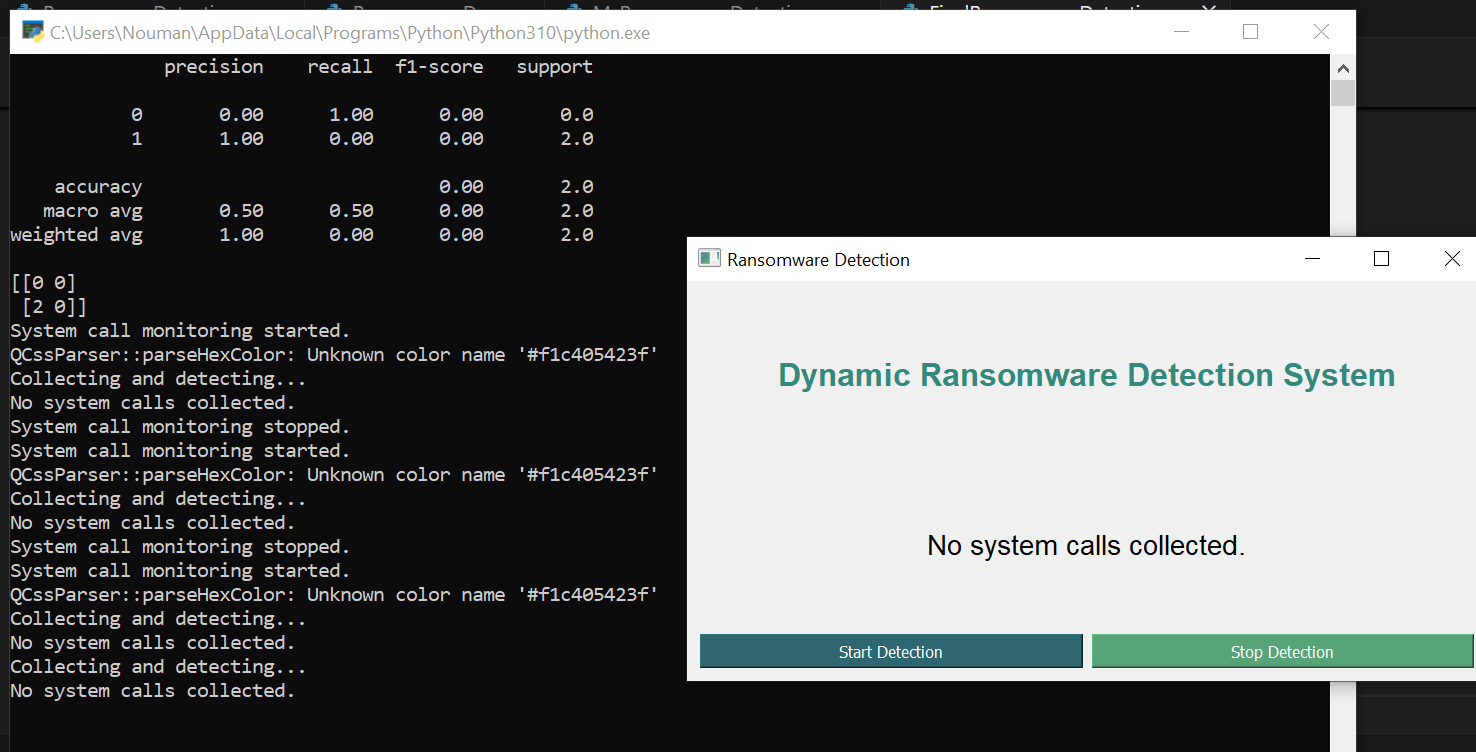 C:\Users\Nouman\AppData\Local\Programs\Python\Python310\python.exe
precision recall f1-score support
0 0.00 1.00 0.00 0.0
1 1.00 0.00 0.00 2.0
accuracy 0.00 2.0
macro avg 0.50 0.50 0.00 2.0
weighted avg 1.00 0.00 0.00 2.0
[[0 0]
[2 0]]
System call monitoring started.
QCssParser::parseHexColor: Unknown color name '#f1c405423f'
Collecting and detecting...
No system calls collected.
System call monitoring stopped.
System call monitoring started.
QCssParser::parseHexColor: Unknown color name '#f1c405423f'
Collecting and detecting...
No system calls collected.
System call monitoring stopped.
System call monitoring started.
QCssParser::parseHexColor: Unknown color name '#f1c405423f'
Collecting and detecting...
No system calls collected.
Collecting and detecting...
No system calls collected.
Ransomware Detection
Dynamic Ransomware Detection System
No system calls collected.
Start Detection
Stop Detection